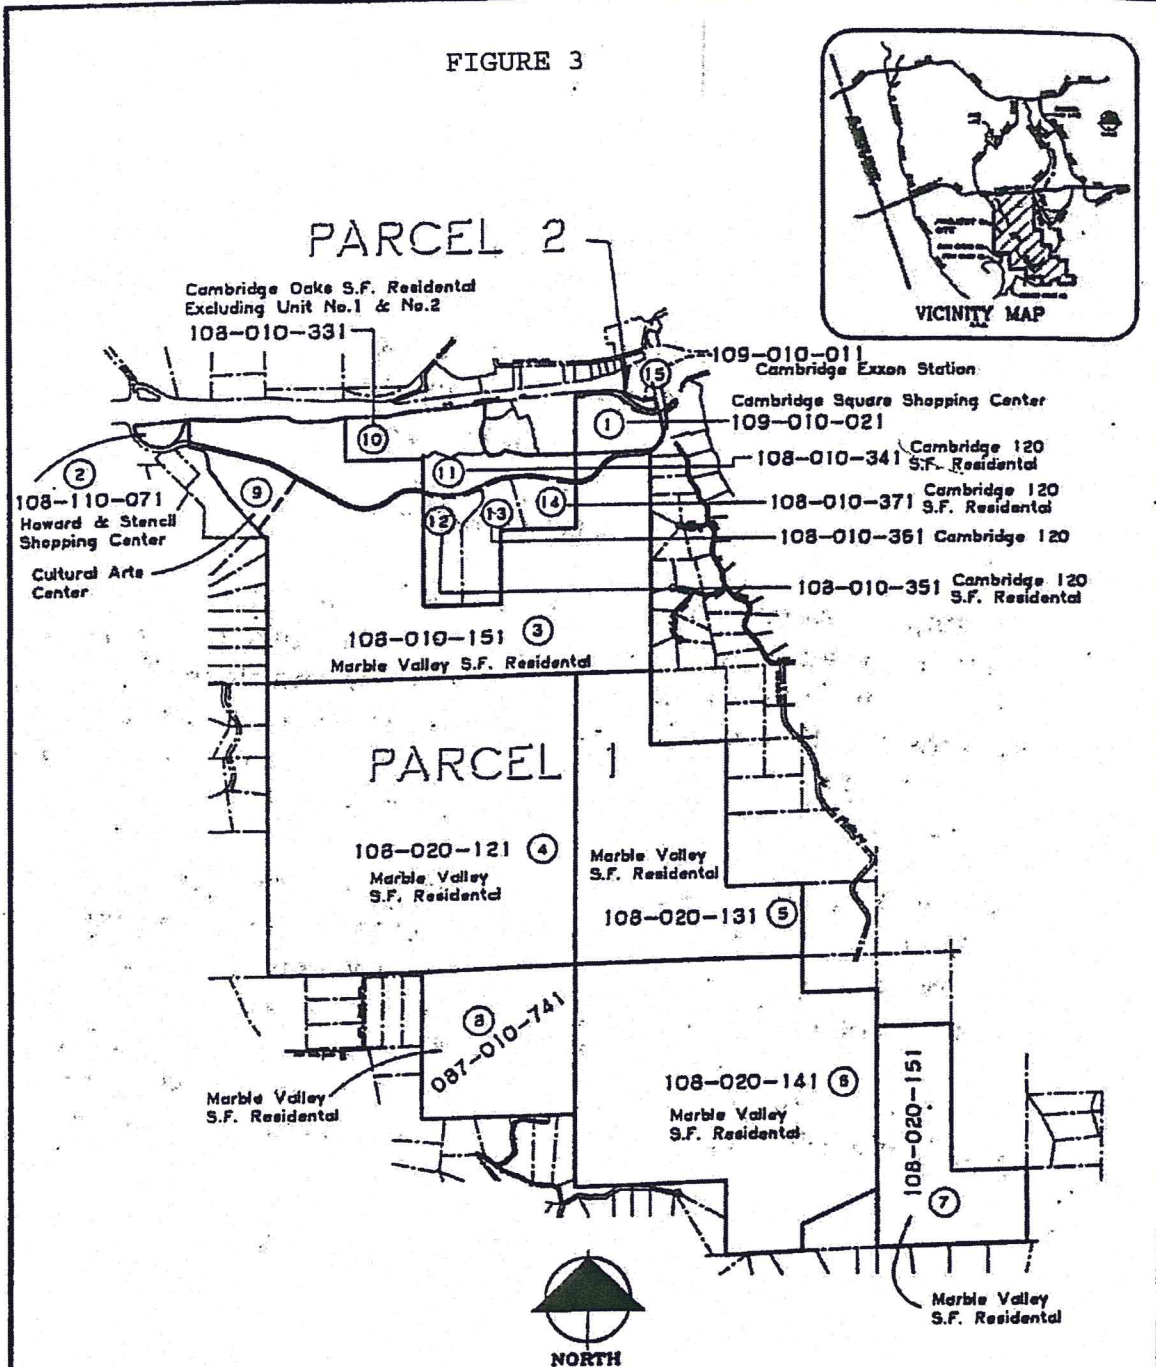 FIGURE 3
VICINITY MAP
PARCEL 2
Cambridge Oaks S.F. Residental
Excluding Unit No.1 & No.2
108-010-331
109-010-011
Cambridge Exxon Station
15
Cambridge Square Shopping Center
109-010-021
1
10
2
108-110-071
Howard & Stencil
Shopping Center
9
Cultural Arts
Center
11
108-010-341
Cambridge 120
S.F. Residental
14
108-010-371
Cambridge 120
S.F. Residental
12
13
108-010-361 Cambridge 120
108-010-351
Cambridge 120
S.F. Residental
108-010-151
3
Marble Valley S.F. Residental
PARCEL 1
108-020-121
4
Marble Valley
S.F. Residental
Marble Valley
S.F. Residental
108-020-131
5
8
087-010-741
Marble Valley
S.F. Residental
108-020-141
6
Marble Valley
S.F. Residental
108-020-151
7
Marble Valley
S.F. Residental
NORTH